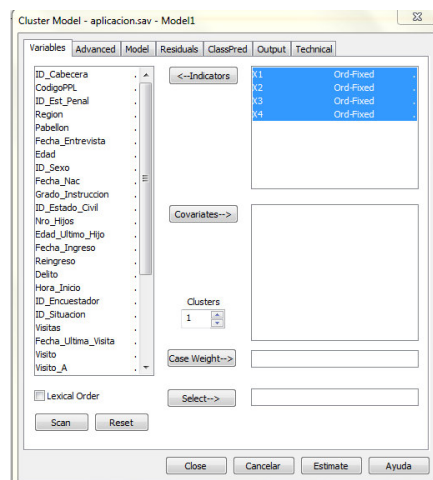 Cluster Model - aplicacion.sav - Model1
Variables Advanced Model Residuals ClassPred Output Technical
ID_Cabecera .
CodigoPPL .
ID_Est_Penal .
Region .
Pabellon .
Fecha_Entrevista .
Edad .
ID_Sexo .
Fecha_Nac .
Grado_Instruccion .
ID_Estado_Civil .
Nro_Hijos .
Edad_Ultimo_Hijo .
Fecha_Ingreso .
Reingreso .
Delito .
Hora_Inicio .
ID_Encuestador .
ID_Situacion .
Visitas .
Fecha_Ultima_Visita .
Visito .
Visito_A .
Lexical Order
Scan Reset
<--Indicators
Covariates-->
Clusters
1
Case Weight-->
Select-->
X1 Ord-Fixed .
X2 Ord-Fixed .
X3 Ord-Fixed .
X4 Ord-Fixed .
Close Cancelar Estimate Ayuda